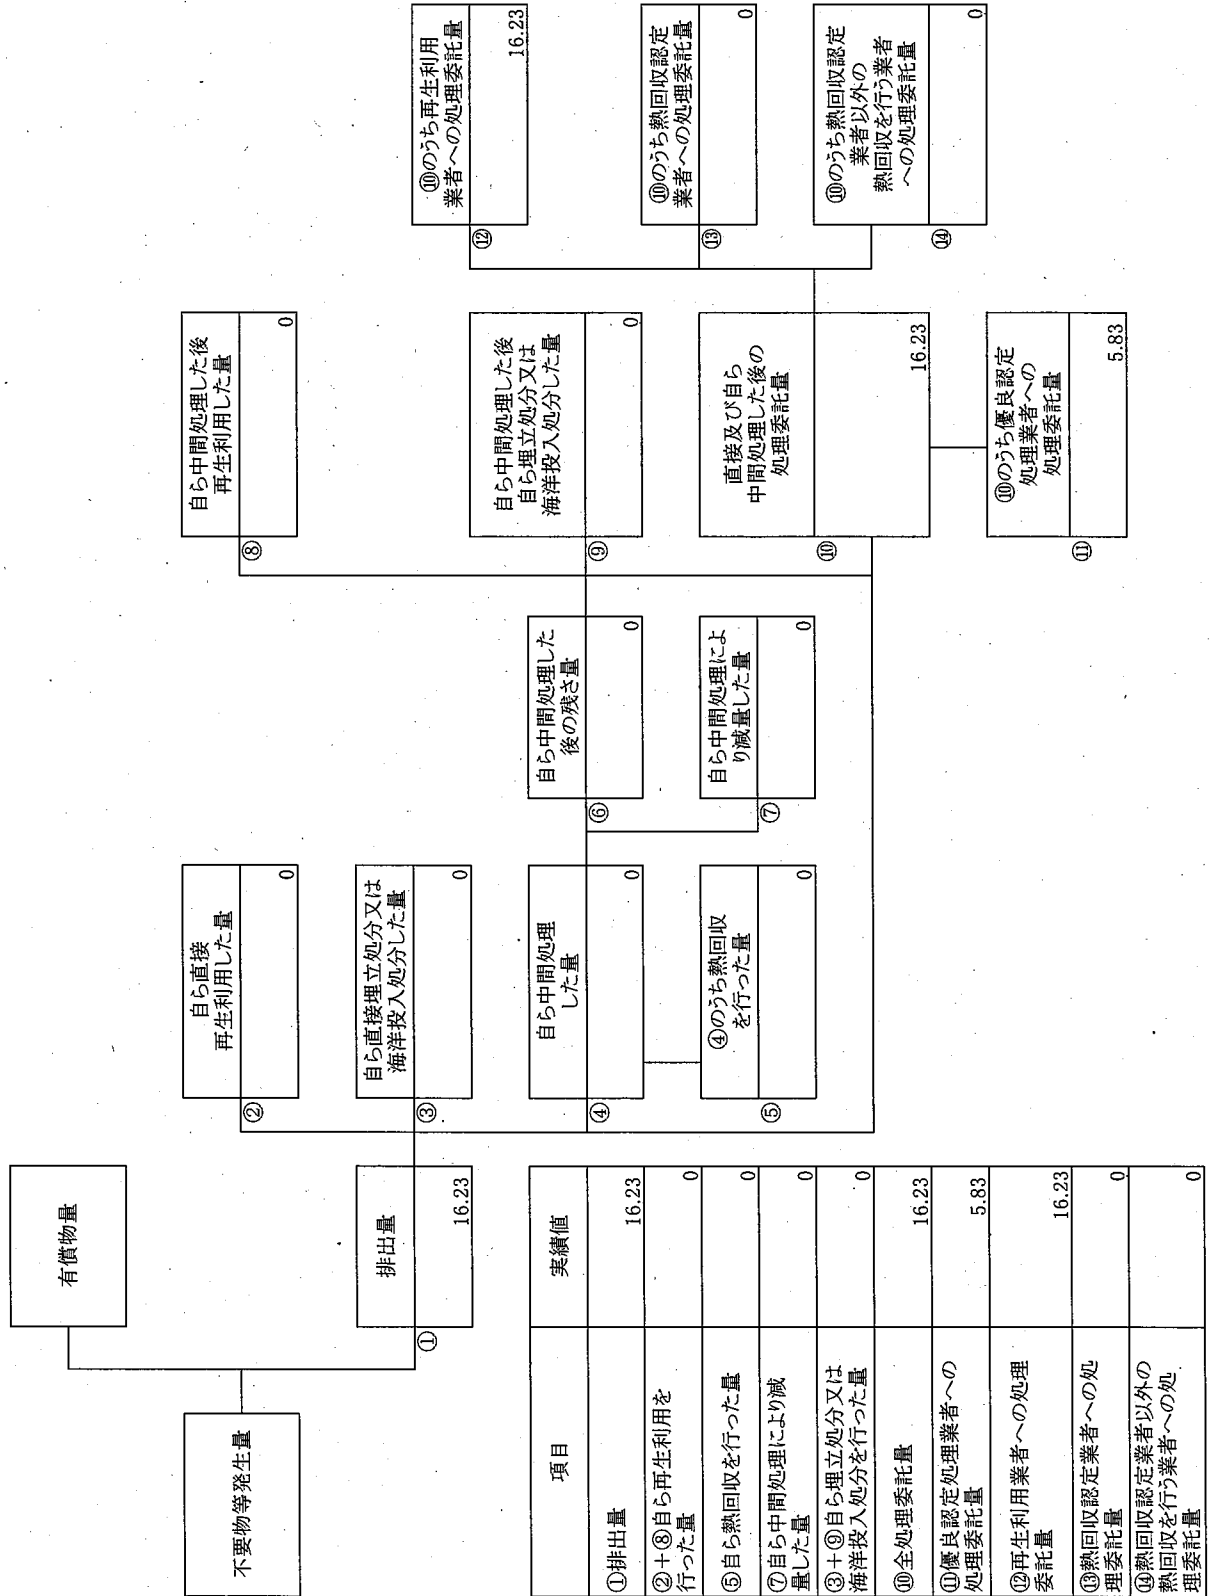 不要物等発生量
有償物量
排出量
①
16.23
自ら直接
再生利用した量
②
0
自ら直接埋立処分又は
海洋投入処分した量
③
0
自ら中間処理
した量
④
0
④のうち熱回収
を行った量
⑤
0
自ら中間処理した
後の残さ量
⑥
0
自ら中間処理によ
り減量した量
⑦
0
自ら中間処理した後
再生利用した量
⑧
0
自ら中間処理した後
自ら埋立処分又は
海洋投入処分した量
⑨
0
直接及び自ら
中間処理した後の
処理委託量
⑩
16.23
⑩のうち優良認定
処理業者への
処理委託量
⑪
5.83
⑩のうち再生利用
業者への処理委託量
⑫
16.23
⑩のうち熱回収認定
業者への処理委託量
⑬
0
⑩のうち熱回収認定
業者以外の
熱回収を行う業者
への処理委託量
⑭
0
項目 実績値
①排出量 16.23
②+⑧自ら再生利用を
行った量 0
⑤自ら熱回収を行った量 0
⑦自ら中間処理により減
量した量 0
③+⑨自ら埋立処分又は
海洋投入処分を行った量 0
⑩全処理委託量 16.23
⑪優良認定処理業者への
処理委託量 5.83
⑫再生利用業者への処理
委託量 16.23
⑬熱回収認定業者への処
理委託量 0
⑭熱回収認定業者以外の
熱回収を行う業者への処
理委託量 0